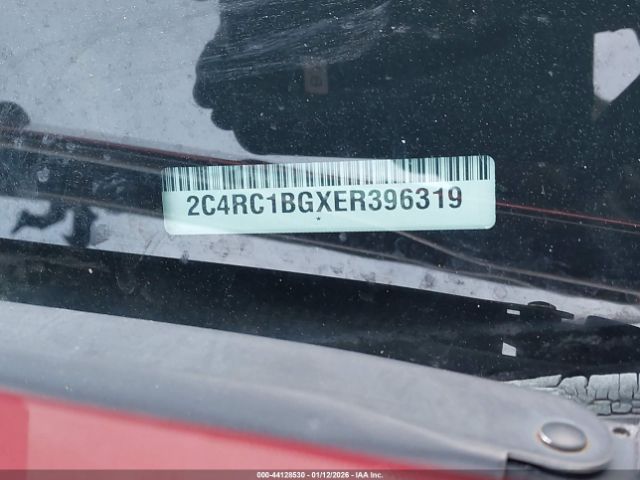 2C4RC1BGXER396319
*
000-44128530 - 01/12/2026 - IAA Inc.